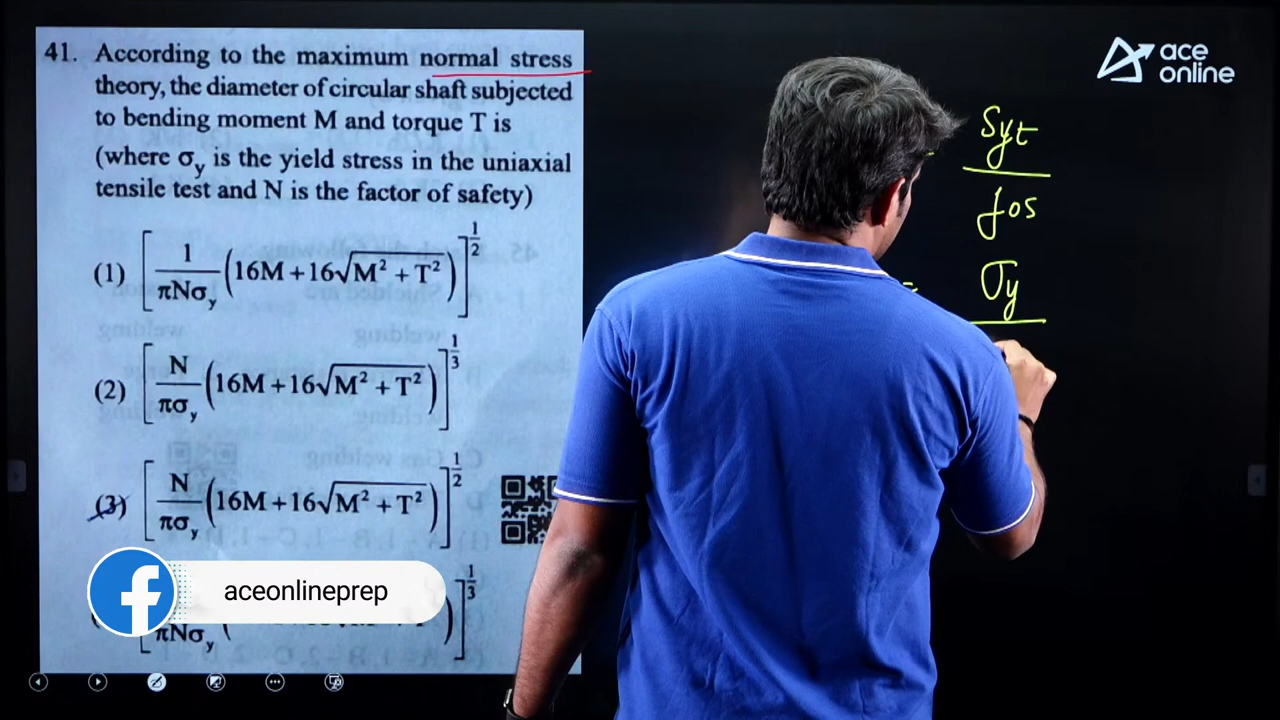 41. According to the maximum normal stress
theory, the diameter of circular shaft subjected
to bending moment M and torque T is
(where σy is the yield stress in the uniaxial
tensile test and N is the factor of safety)
(1) [1/πNσy (16M + 16√M² + T²)]^1/2
(2) [N/πσy (16M + 16√M² + T²)]^1/3
(3) [N/πσy (16M + 16√M² + T²)]^1/2
πNσy ]^1/3
aceonlineprep
ace
online
Syt
fos
= σy